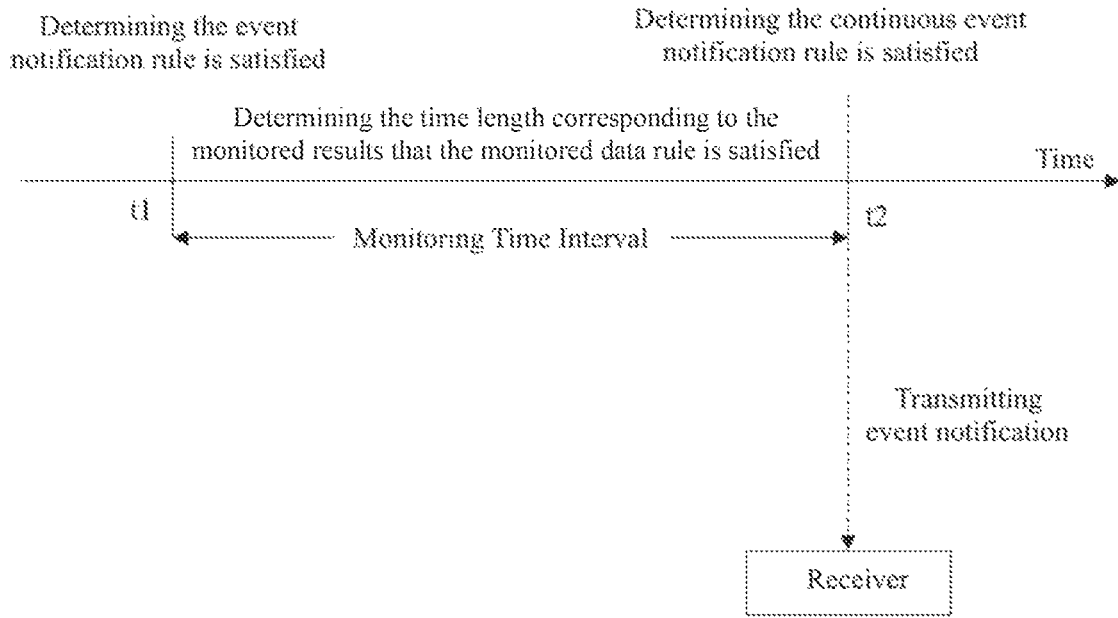 Determining the event
notification rule is satisfied
Determining the continuous event
notification rule is satisfied
Determining the time length corresponding to the
monitored results that the monitored data rule is satisfied
Time
t1
t2
Monitoring Time Interval
Transmitting
event notification
Receiver